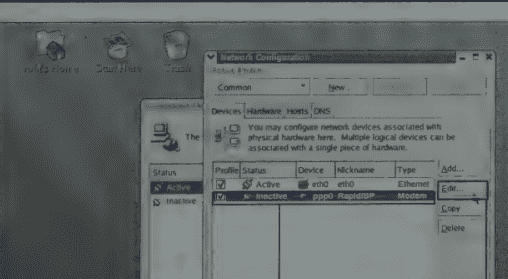 Network Configuration
Start Here
Trash
Common
New
Devices Hardware Hosts DNS
You may configure network devices associated with
physical hardware here. Multiple logical devices can be
associated with a single piece of hardware.
The
Status
Active
Inactive
Profile Status Device Nickname Type
Active eth0 eth0 Ethernet
Inactive ppp0 Modem
Add...
Edit...
Copy
Delete